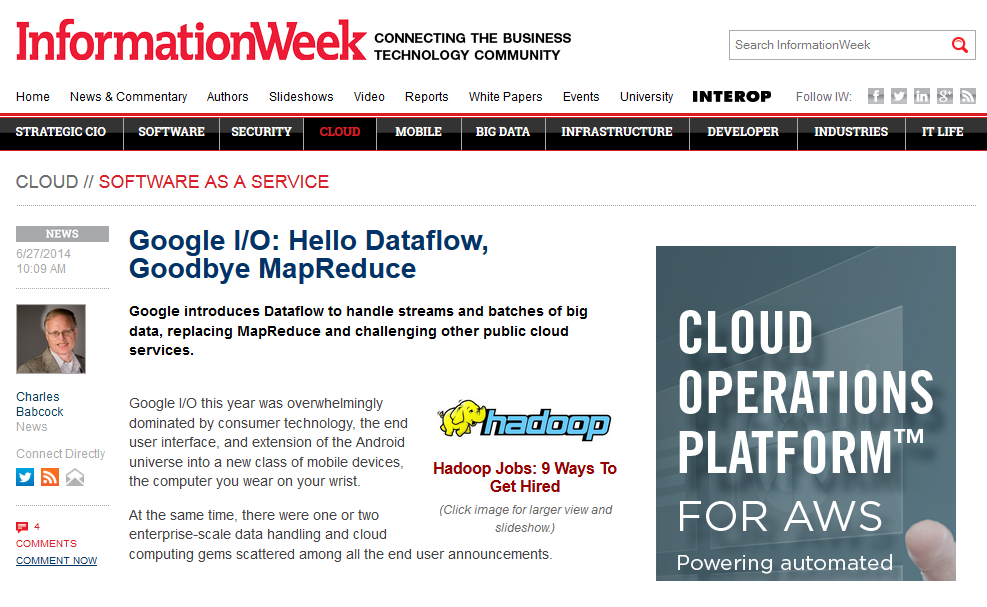 InformationWeek
CONNECTING THE BUSINESS
TECHNOLOGY COMMUNITY
Search InformationWeek
Home News & Commentary Authors Slideshows Video Reports White Papers Events University INTEROP Follow IW:
STRATEGIC CIO SOFTWARE SECURITY CLOUD MOBILE BIG DATA INFRASTRUCTURE DEVELOPER INDUSTRIES IT LIFE
CLOUD // SOFTWARE AS A SERVICE
NEWS
6/27/2014
10:09 AM
Charles
Babcock
News
Connect Directly
4
COMMENTS
COMMENT NOW
Google I/O: Hello Dataflow,
Goodbye MapReduce
Google introduces Dataflow to handle streams and batches of big
data, replacing MapReduce and challenging other public cloud
services.
Google I/O this year was overwhelmingly
dominated by consumer technology, the end
user interface, and extension of the Android
universe into a new class of mobile devices,
the computer you wear on your wrist.
At the same time, there were one or two
enterprise-scale data handling and cloud
computing gems scattered among all the end user announcements.
hadoop
Hadoop Jobs: 9 Ways To
Get Hired
(Click image for larger view and
slideshow.)
CLOUD
OPERATIONS
PLATFORM™
FOR AWS
Powering automated